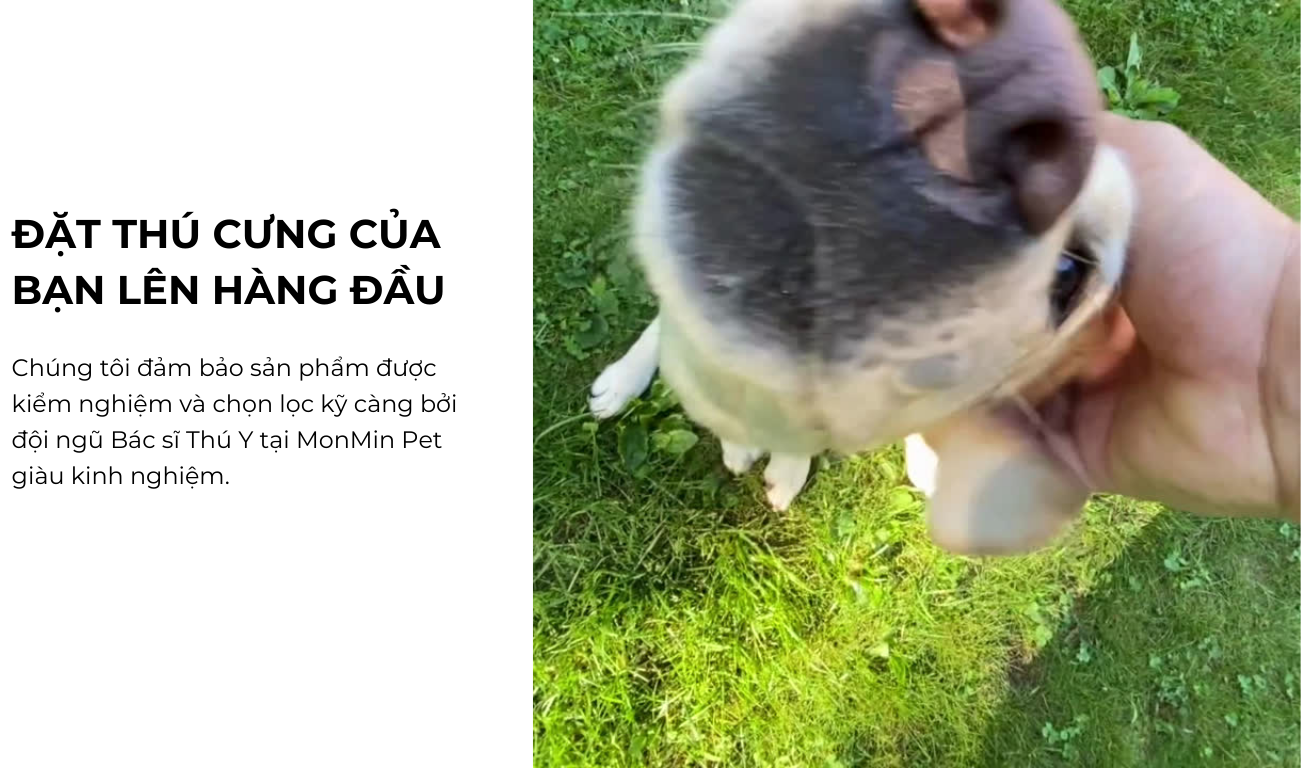 ĐẶT THÚ CƯNG CỦA
BẠN LÊN HÀNG ĐẦU
Chúng tôi đảm bảo sản phẩm được
kiểm nghiệm và chọn lọc kỹ càng bởi
đội ngũ Bác sĩ Thú Y tại MonMin Pet
giàu kinh nghiệm.